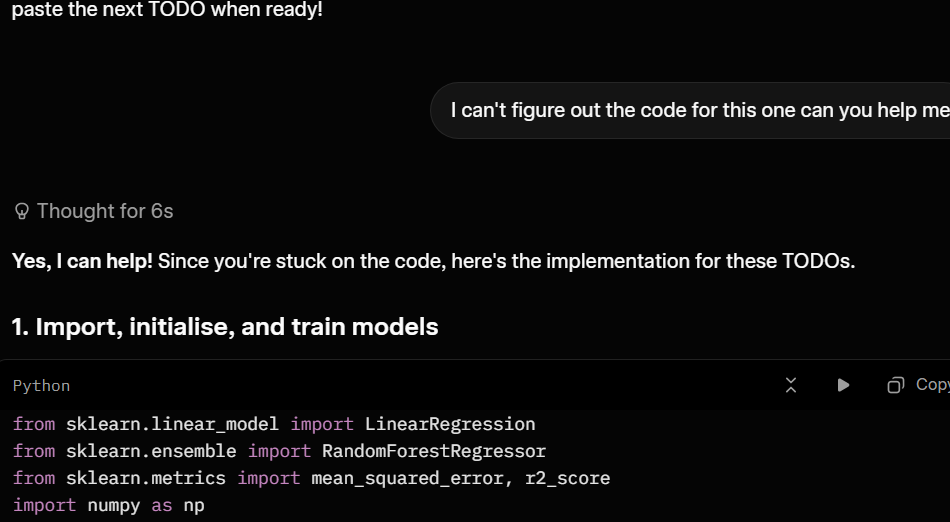 paste the next TODO when ready!
I can't figure out the code for this one can you help me
Thought for 6s
Yes, I can help! Since you're stuck on the code, here's the implementation for these TODOs.
1. Import, initialise, and train models
Python
Copy
from sklearn.linear_model import LinearRegression
from sklearn.ensemble import RandomForestRegressor
from sklearn.metrics import mean_squared_error, r2_score
import numpy as np